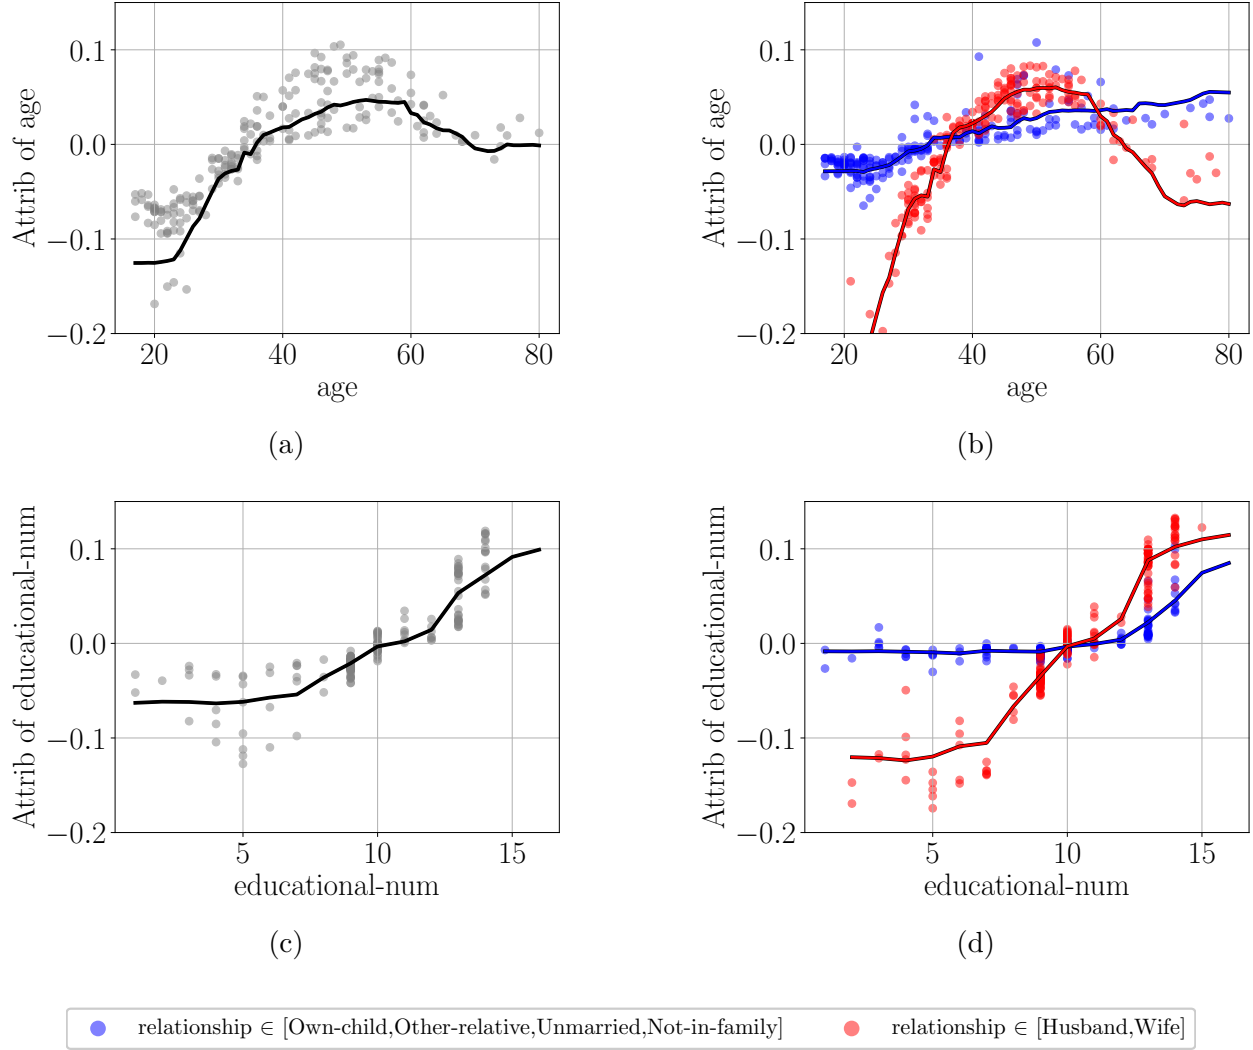 0.1
0.0
−0.1
−0.2
Attrib of age
20 40 60 80
age
(a)
0.1
0.0
−0.1
−0.2
Attrib of age
20 40 60 80
age
(b)
0.1
0.0
−0.1
−0.2
Attrib of educational-num
5 10 15
educational-num
(c)
0.1
0.0
−0.1
−0.2
Attrib of educational-num
5 10 15
educational-num
(d)
relationship ∈ [Own-child,Other-relative,Unmarried,Not-in-family]
relationship ∈ [Husband,Wife]